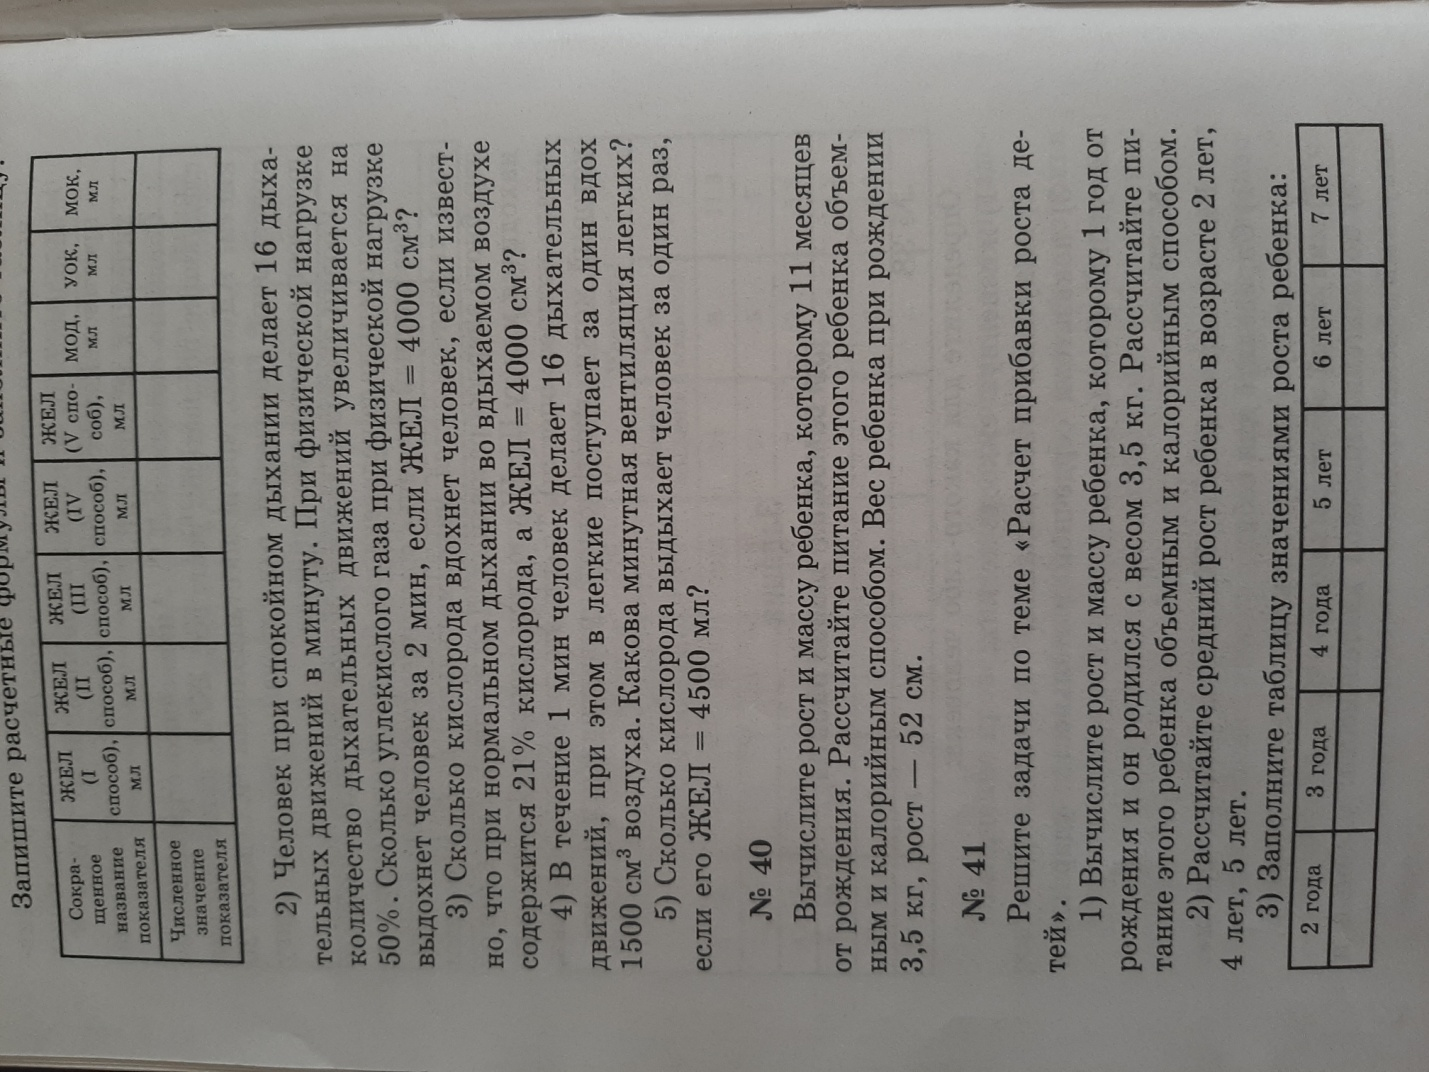 Запишите расчетные формулы и
Сокра-
щенное
название
показателя
ЖЕЛ
(I
способ),
мл
ЖЕЛ
(II
способ),
мл
ЖЕЛ
(III
способ),
мл
ЖЕЛ
(IV
способ),
мл
ЖЕЛ
(V спо-
соб),
мл
МОД,
мл
УОК,
мл
МОК,
мл
Численное
значение
показателя
2) Человек при спокойном дыхании делает 16 дыха-
тельных движений в минуту. При физической нагрузке
количество дыхательных движений увеличивается на
50%. Сколько углекислого газа при физической нагрузке
выдохнет человек за 2 мин, если ЖЕЛ = 4000 см³?
3) Сколько кислорода вдохнет человек, если извест-
но, что при нормальном дыхании во вдыхаемом воздухе
содержится 21% кислорода, а ЖЕЛ = 4000 см³?
4) В течение 1 мин человек делает 16 дыхательных
движений, при этом в легкие поступает за один вдох
1500 см³ воздуха. Какова минутная вентиляция легких?
5) Сколько кислорода выдыхает человек за один раз,
если его ЖЕЛ = 4500 мл?
№ 40
Вычислите рост и массу ребенка, которому 11 месяцев
от рождения. Рассчитайте питание этого ребенка объем-
ным и калорийным способом. Вес ребенка при рождении
3,5 кг, рост — 52 см.
№ 41
Решите задачи по теме «Расчет прибавки роста де-
тей».
1) Вычислите рост и массу ребенка, которому 1 год от
рождения и он родился с весом 3,5 кг. Рассчитайте пи-
тание этого ребенка объемным и калорийным способом.
2) Рассчитайте средний рост ребенка в возрасте 2 лет,
4 лет, 5 лет.
3) Заполните таблицу значениями роста ребенка:
2 года 3 года 4 года 5 лет 6 лет 7 лет